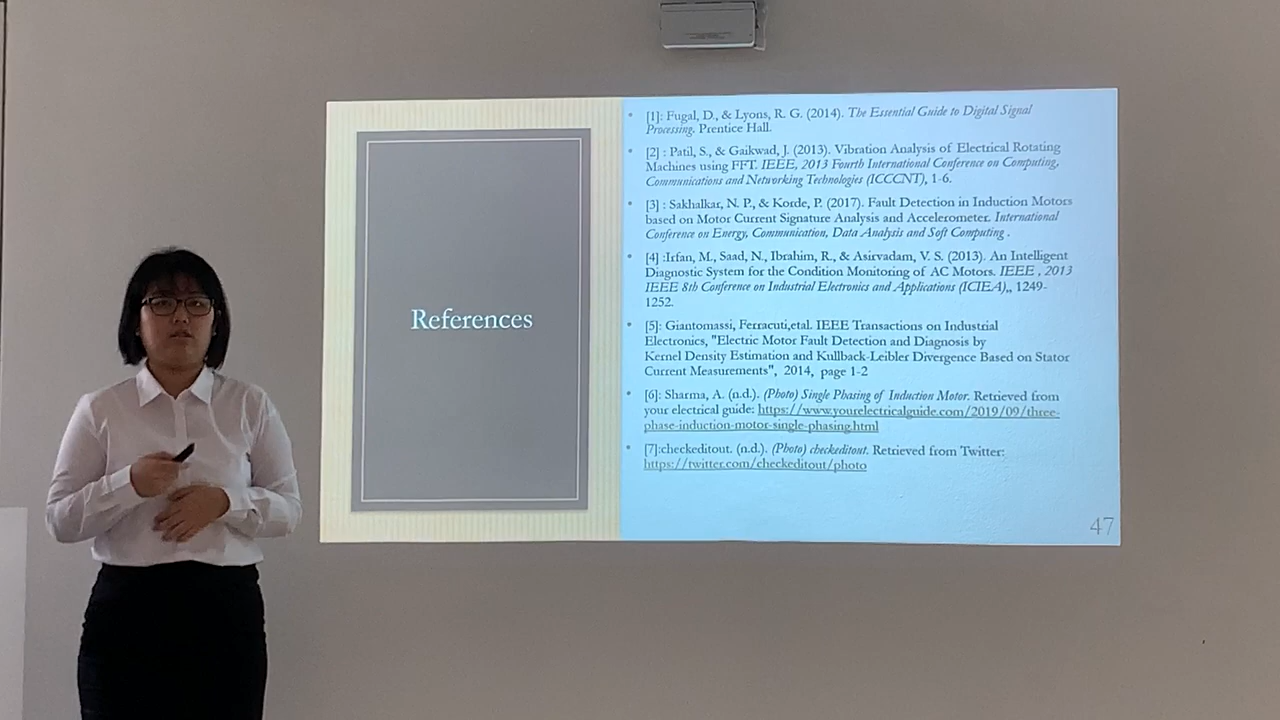 References
[1]: Fugal, D., & Lyons, R. G. (2014). The Essential Guide to Digital Signal
Processing. Prentice Hall.
[2] : Patil, S., & Gaikwad, J. (2013). Vibration Analysis of Electrical Rotating
Machines using FFT. IEEE, 2013 Fourth International Conference on Computing,
Communications and Networking Technologies (ICCCNT), 1-6.
[3] : Sakhalkar, N. P., & Korde, P. (2017). Fault Detection in Induction Motors
based on Motor Current Signature Analysis and Accelerometer. International
Conference on Energy, Communication, Data Analysis and Soft Computing .
[4] :Irfan, M., Saad, N., Ibrahim, R., & Asirvadam, V. S. (2013). An Intelligent
Diagnostic System for the Condition Monitoring of AC Motors. IEEE , 2013
IEEE 8th Conference on Industrial Electronics and Applications (ICIEA),, 1249-
1252.
[5]: Giantomassi, Ferracuti,etal. IEEE Transactions on Industrial
Electronics, "Electric Motor Fault Detection and Diagnosis by
Kernel Density Estimation and Kullback-Leibler Divergence Based on Stator
Current Measurements", 2014, page 1-2
[6]: Sharma, A. (n.d.). (Photo) Single Phasing of Induction Motor. Retrieved from
your electrical guide: https://www.yourelectricalguide.com/2019/09/three-
phase-induction-motor-single-phasing.html
[7]:checkeditout. (n.d.). (Photo) checkeditout. Retrieved from Twitter:
https://twitter.com/checkeditout/photo
47